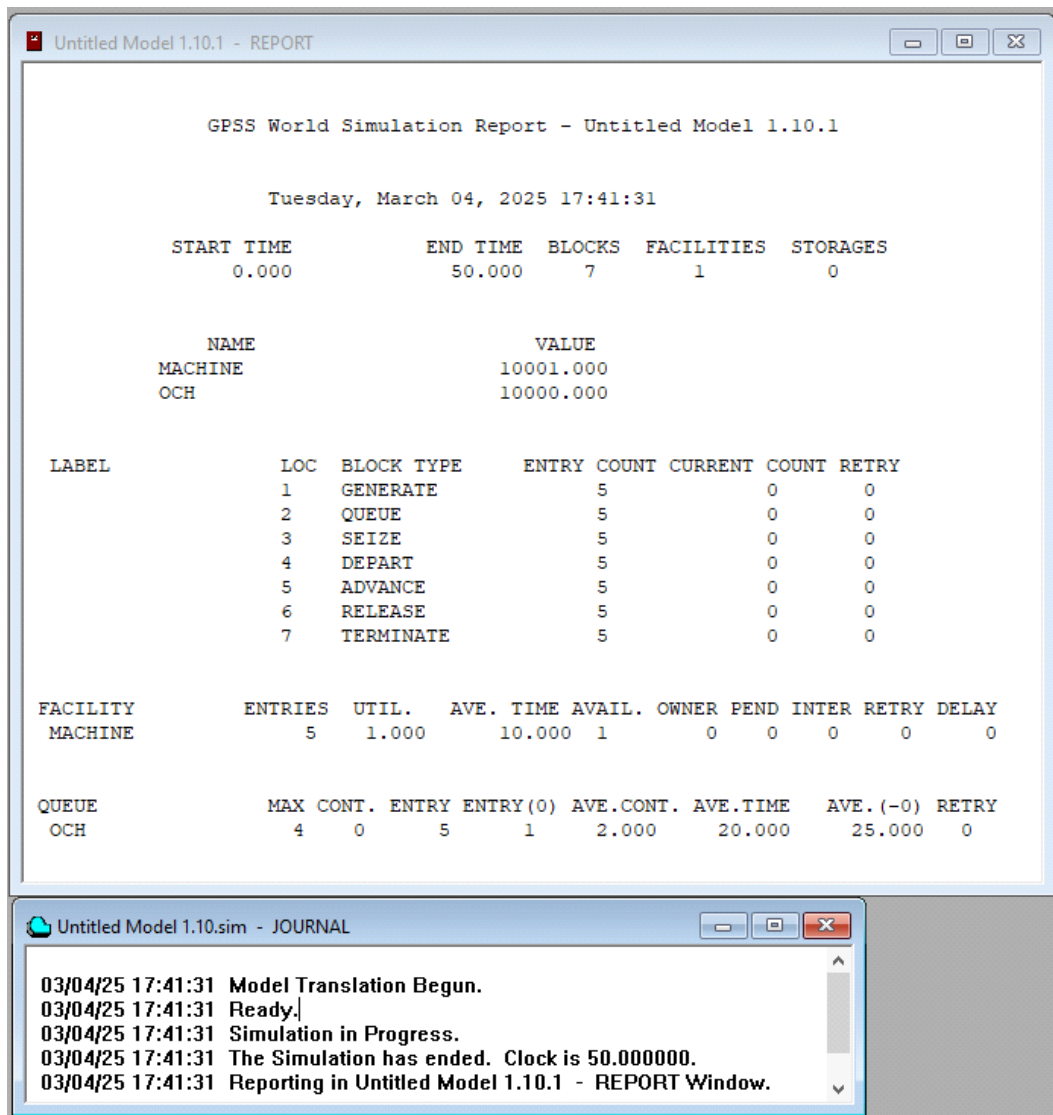 Untitled Model 1.10.1 - REPORT
GPSS World Simulation Report - Untitled Model 1.10.1
Tuesday, March 04, 2025 17:41:31
START TIME END TIME BLOCKS FACILITIES STORAGES
0.000 50.000 7 1 0
NAME VALUE
MACHINE 10001.000
OCH 10000.000
LABEL LOC BLOCK TYPE ENTRY COUNT CURRENT COUNT RETRY
1 GENERATE 5 0 0
2 QUEUE 5 0 0
3 SEIZE 5 0 0
4 DEPART 5 0 0
5 ADVANCE 5 0 0
6 RELEASE 5 0 0
7 TERMINATE 5 0 0
FACILITY ENTRIES UTIL. AVE. TIME AVAIL. OWNER PEND INTER RETRY DELAY
MACHINE 5 1.000 10.000 1 0 0 0 0 0
QUEUE MAX CONT. ENTRY ENTRY(0) AVE.CONT. AVE.TIME AVE.(-0) RETRY
OCH 4 0 5 1 2.000 20.000 25.000 0
Untitled Model 1.10.sim - JOURNAL
03/04/25 17:41:31 Model Translation Begun.
03/04/25 17:41:31 Ready.
03/04/25 17:41:31 Simulation in Progress.
03/04/25 17:41:31 The Simulation has ended. Clock is 50.000000.
03/04/25 17:41:31 Reporting in Untitled Model 1.10.1 - REPORT Window.